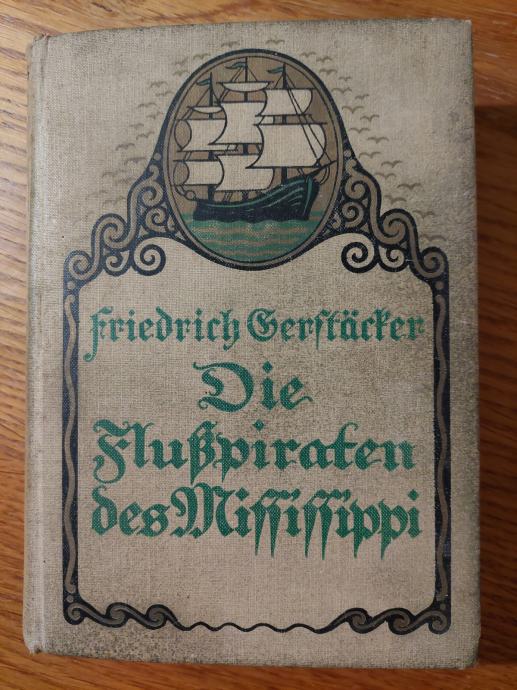 Friedrich Gerſtäcker
Die
Flußpiraten
des Miſſiſſippi